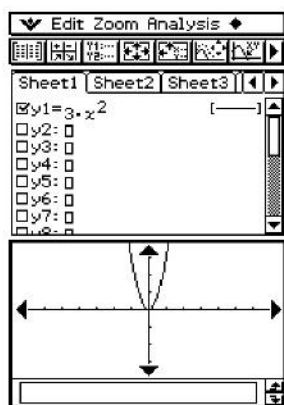 Edit Zoom Analysis
Sheet1 Sheet2 Sheet3
y1=3·x²
y2:
y3:
y4:
y5:
y6:
y7: